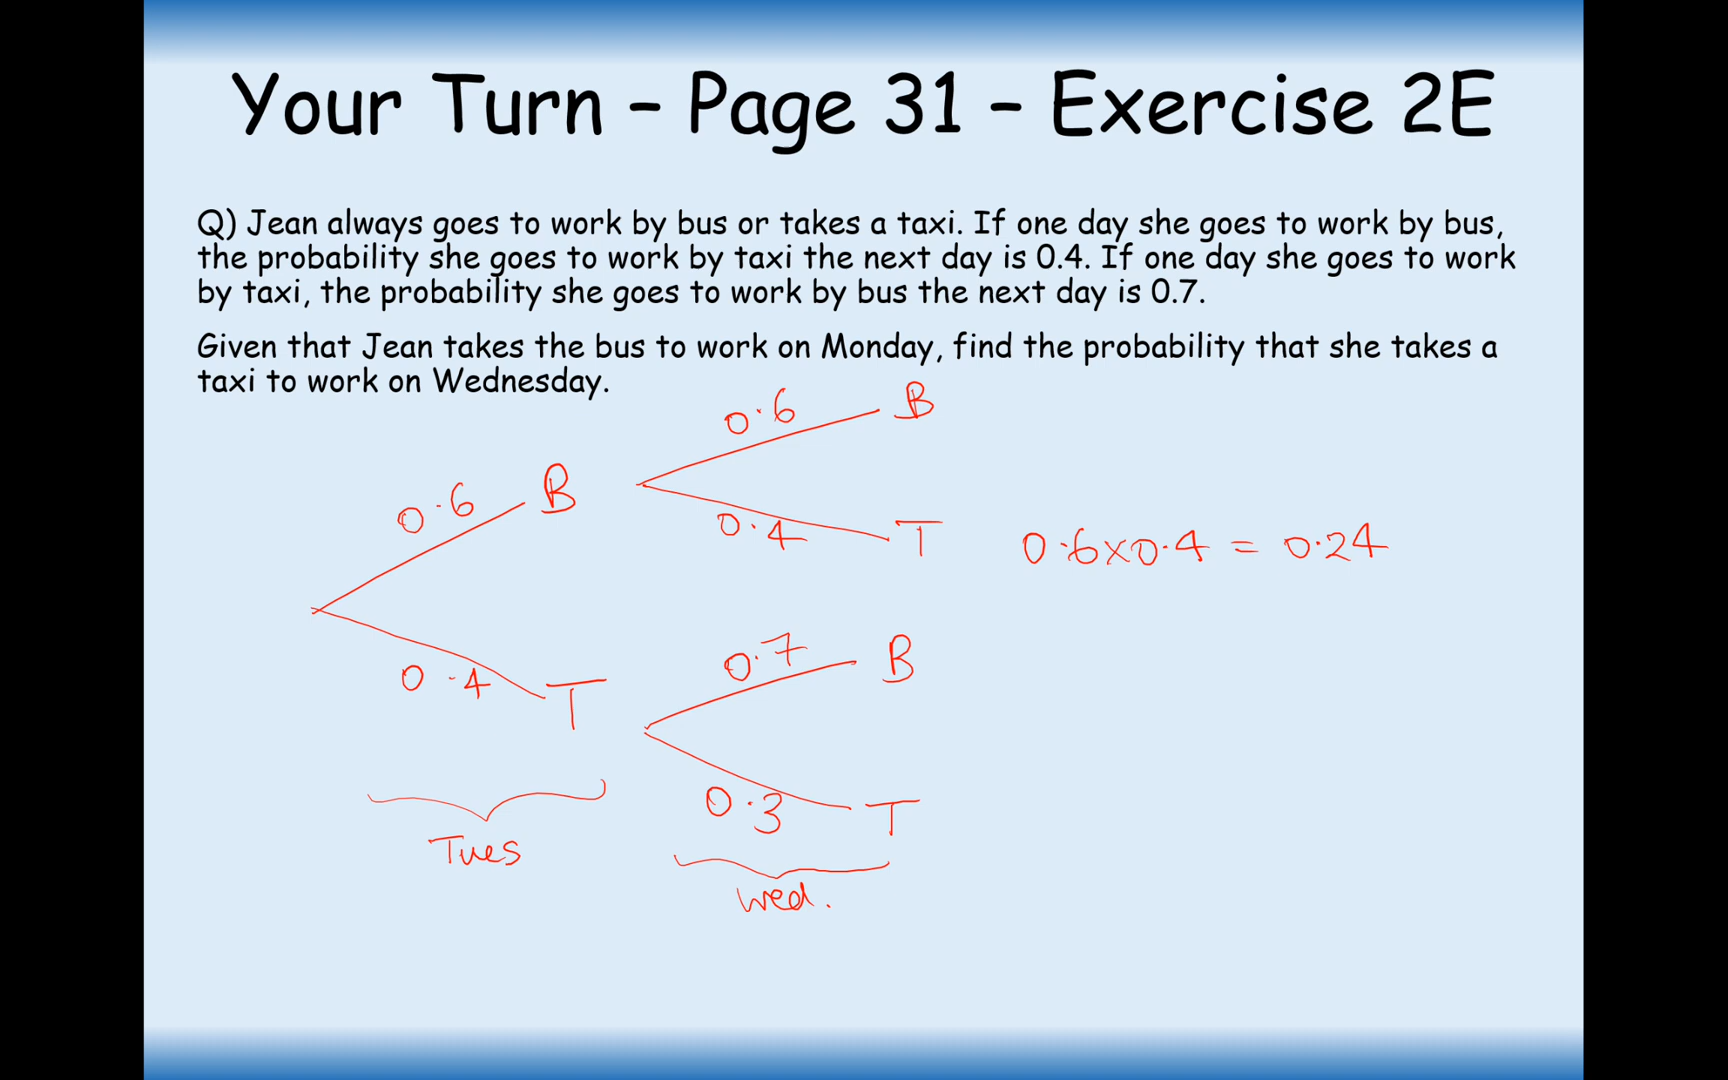 Your Turn – Page 31 – Exercise 2E
Q) Jean always goes to work by bus or takes a taxi. If one day she goes to work by bus,
the probability she goes to work by taxi the next day is 0.4. If one day she goes to work
by taxi, the probability she goes to work by bus the next day is 0.7.
Given that Jean takes the bus to work on Monday, find the probability that she takes a
taxi to work on Wednesday.
0.6 B
0.6 B
0.4 T
0.6×0.4 = 0.24
0.4 T
0.7 B
0.3 T
Tues
Wed.